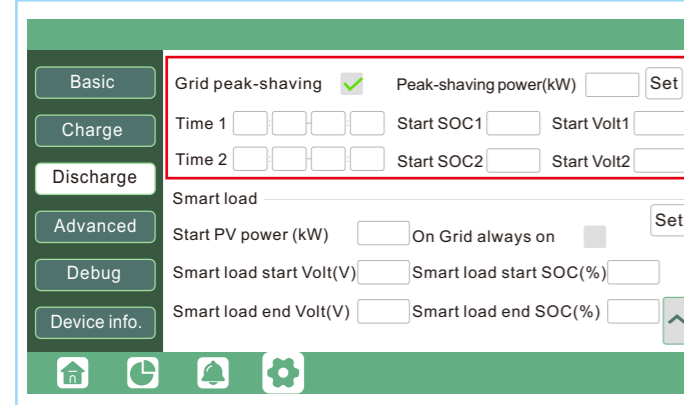 Basic
Charge
Discharge
Advanced
Debug
Device info.
Grid peak-shaving Peak-shaving power(kW) Set
Time 1 : - : Start SOC1 Start Volt1
Time 2 : - : Start SOC2 Start Volt2
Smart load
Set
Start PV power (kW) On Grid always on
Smart load start Volt(V) Smart load start SOC(%)
Smart load end Volt(V) Smart load end SOC(%)